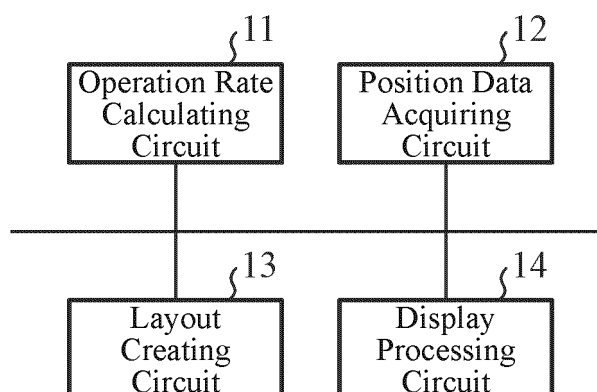 11
Operation Rate
Calculating
Circuit
12
Position Data
Acquiring
Circuit
13
Layout
Creating
Circuit
14
Display
Processing
Circuit